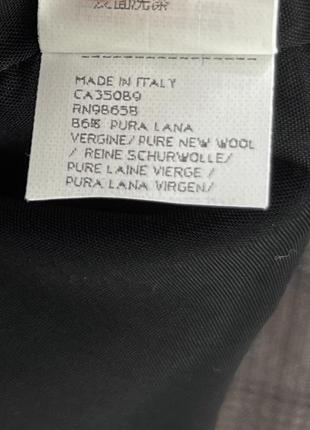 MADE IN ITALY
CA35089
RN98658
86% PURA LANA
VERGINE/ PURE NEW WOOL
/ REINE SCHURWOLLE/
PURE LAINE VIERGE /
PURA LANA VIRGEN/